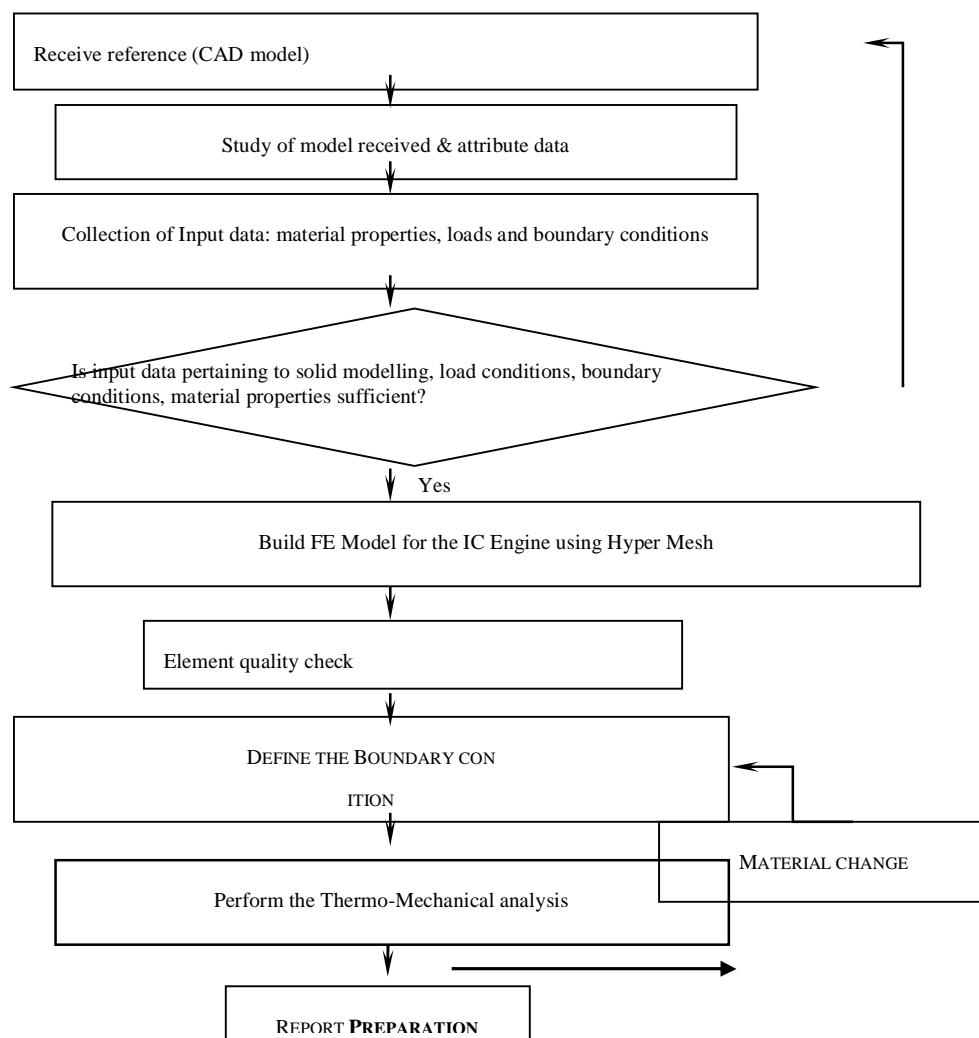 Receive reference (CAD model)
Study of model received & attribute data
Collection of Input data: material properties, loads and boundary conditions
Is input data pertaining to solid modelling, load conditions, boundary
conditions, material properties sufficient?
Yes
Build FE Model for the IC Engine using Hyper Mesh
Element quality check
DEFINE THE BOUNDARY CON
ITION
MATERIAL CHANGE
Perform the Thermo-Mechanical analysis
REPORT PREPARATION